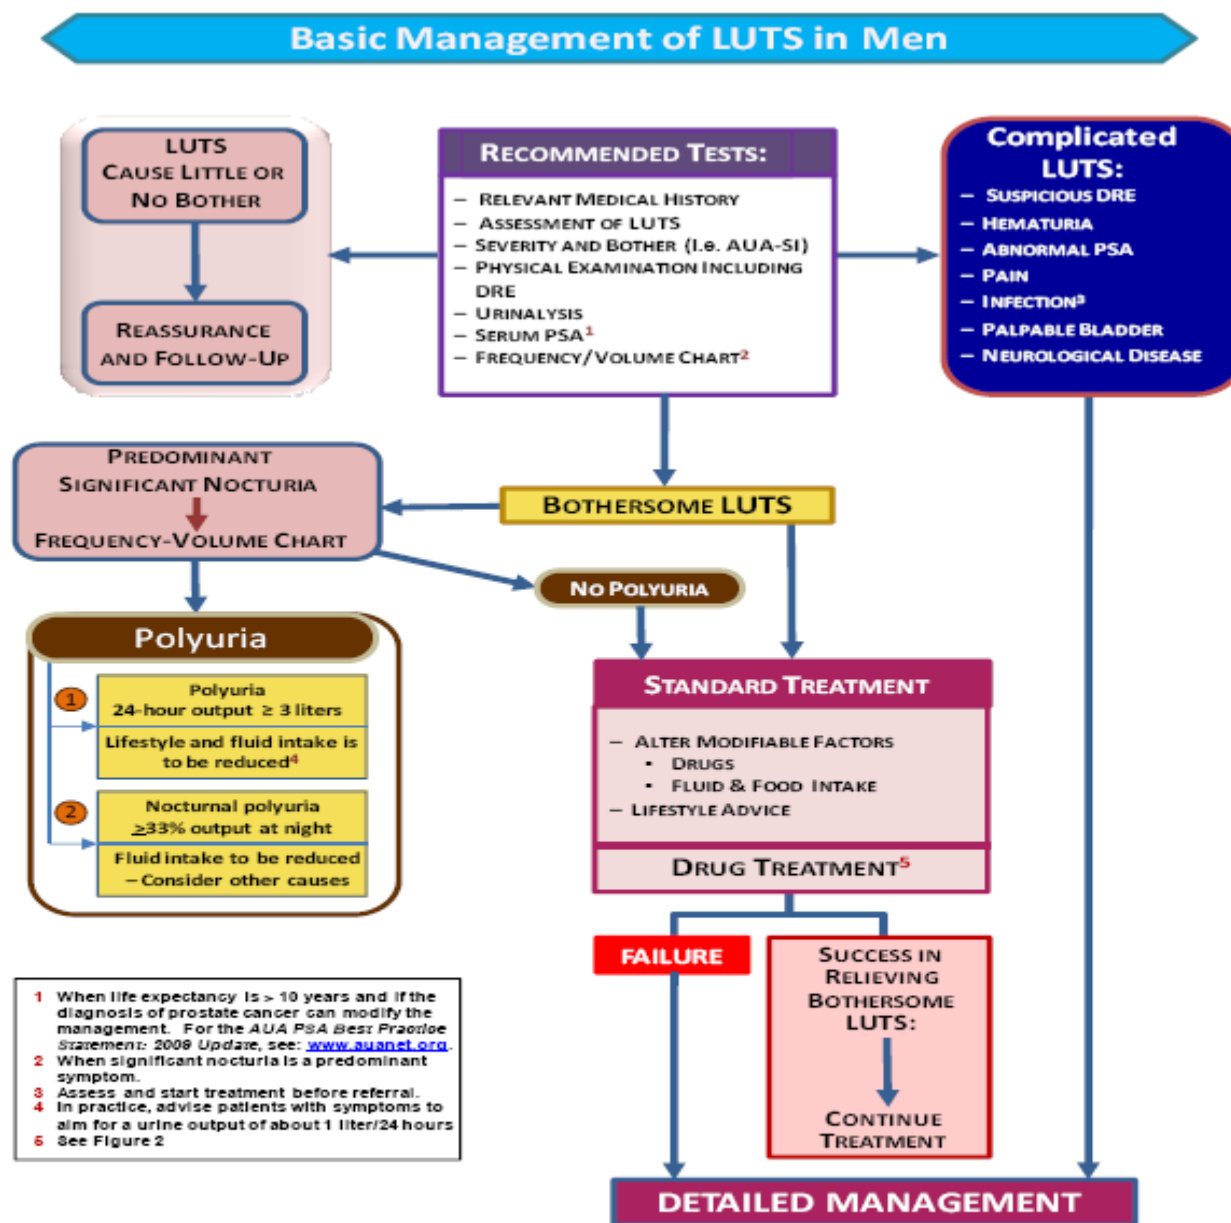 Basic Management of LUTS in Men
LUTS
CAUSE LITTLE OR
NO BOTHER
REASSURANCE
AND FOLLOW-UP
RECOMMENDED TESTS:
– RELEVANT MEDICAL HISTORY
– ASSESSMENT OF LUTS
– SEVERITY AND BOTHER (I.e. AUA-SI)
– PHYSICAL EXAMINATION INCLUDING
DRE
– URINALYSIS
– SERUM PSA1
– FREQUENCY/VOLUME CHART2
Complicated
LUTS:
– SUSPICIOUS DRE
– HEMATURIA
– ABNORMAL PSA
– PAIN
– INFECTION3
– PALPABLE BLADDER
– NEUROLOGICAL DISEASE
PREDOMINANT
SIGNIFICANT NOCTURIA
FREQUENCY-VOLUME CHART
BOTHERSOME LUTS
NO POLYURIA
Polyuria
1
Polyuria
24-hour output ≥ 3 liters
Lifestyle and fluid intake is
to be reduced4
2
Nocturnal polyuria
≥33% output at night
Fluid intake to be reduced
– Consider other causes
STANDARD TREATMENT
– ALTER MODIFIABLE FACTORS
• DRUGS
• FLUID & FOOD INTAKE
– LIFESTYLE ADVICE
DRUG TREATMENT5
FAILURE
SUCCESS IN
RELIEVING
BOTHERSOME
LUTS:
CONTINUE
TREATMENT
1 When life expectancy is > 10 years and if the
diagnosis of prostate cancer can modify the
management. For the AUA PSA Best Practice
Statement: 2009 Update, see: www.auanet.org.
2 When significant nocturia is a predominant
symptom.
3 Assess and start treatment before referral.
4 In practice, advise patients with symptoms to
aim for a urine output of about 1 liter/24 hours
5 See Figure 2
DETAILED MANAGEMENT